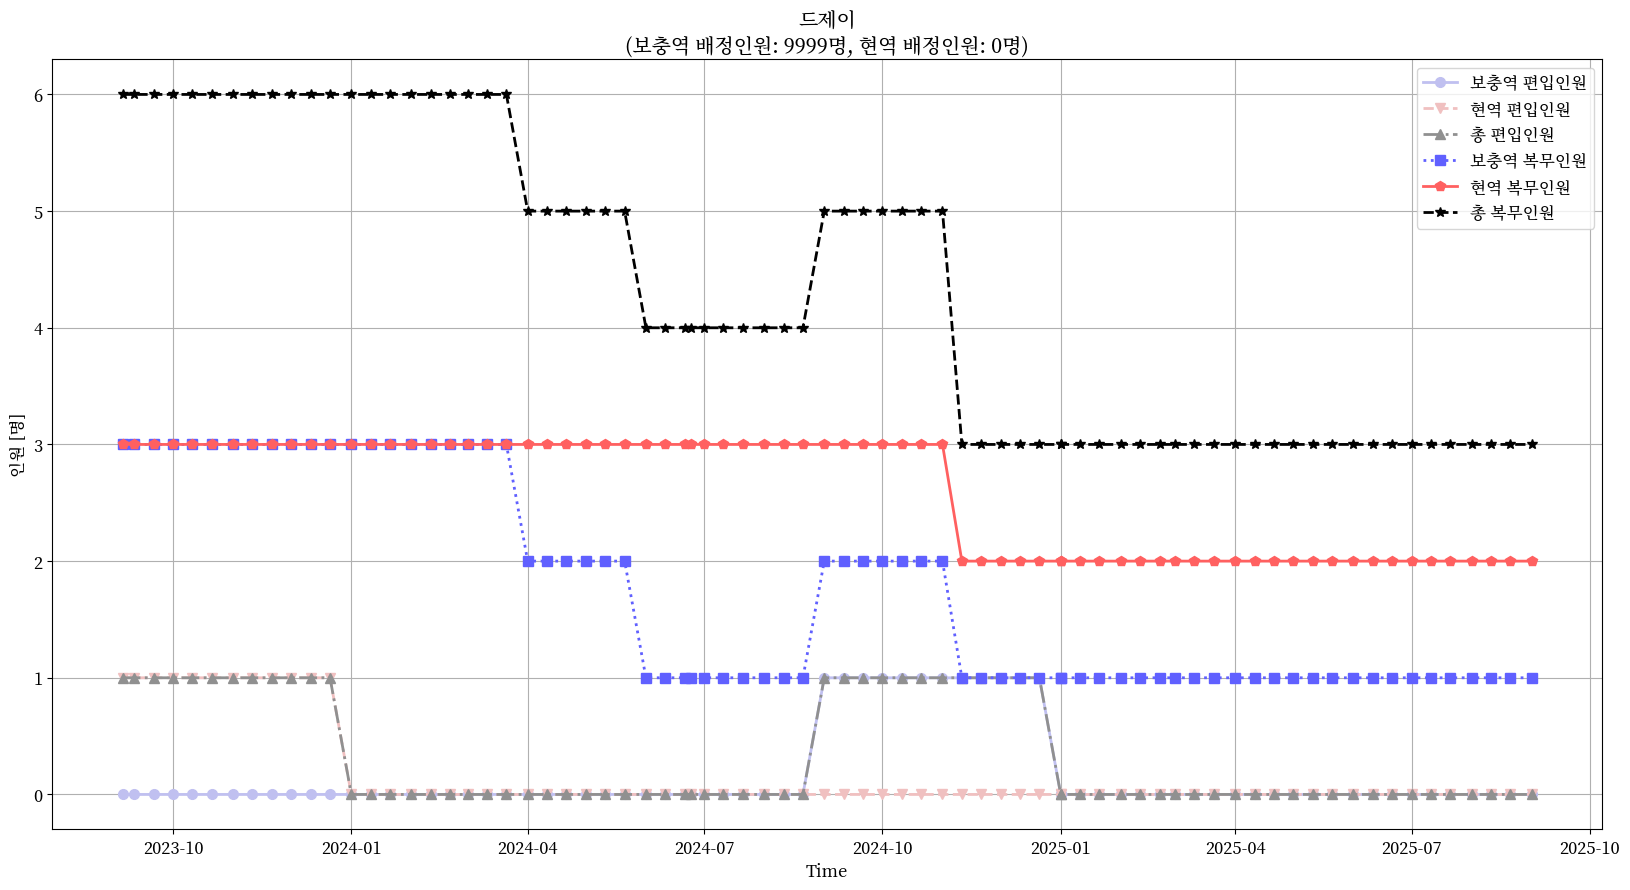 드제이
(보충역 배정인원: 9999명, 현역 배정인원: 0명)
보충역 편입인원
현역 편입인원
총 편입인원
보충역 복무인원
현역 복무인원
총 복무인원
인원 [명]
6
5
4
3
2
1
0
2023-10
2024-01
2024-04
2024-07
2024-10
2025-01
2025-04
2025-07
2025-10
Time